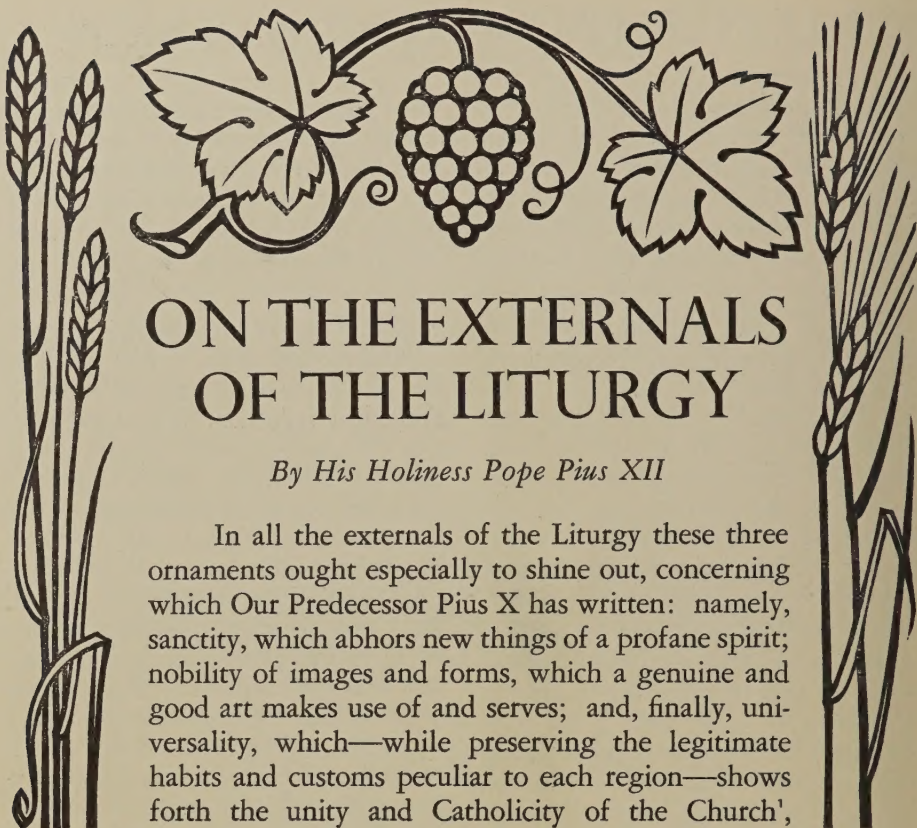 ON THE EXTERNALS
OF THE LITURGY
By His Holiness Pope Pius XII
In all the externals of the Liturgy these three
ornaments ought especially to shine out, concerning
which Our Predecessor Pius X has written: namely,
sanctity, which abhors new things of a profane spirit;
nobility of images and forms, which a genuine and
good art makes use of and serves; and, finally, uni-
versality, which—while preserving the legitimate
habits and customs peculiar to each region—shows
forth the unity and Catholicity of the Church¹,